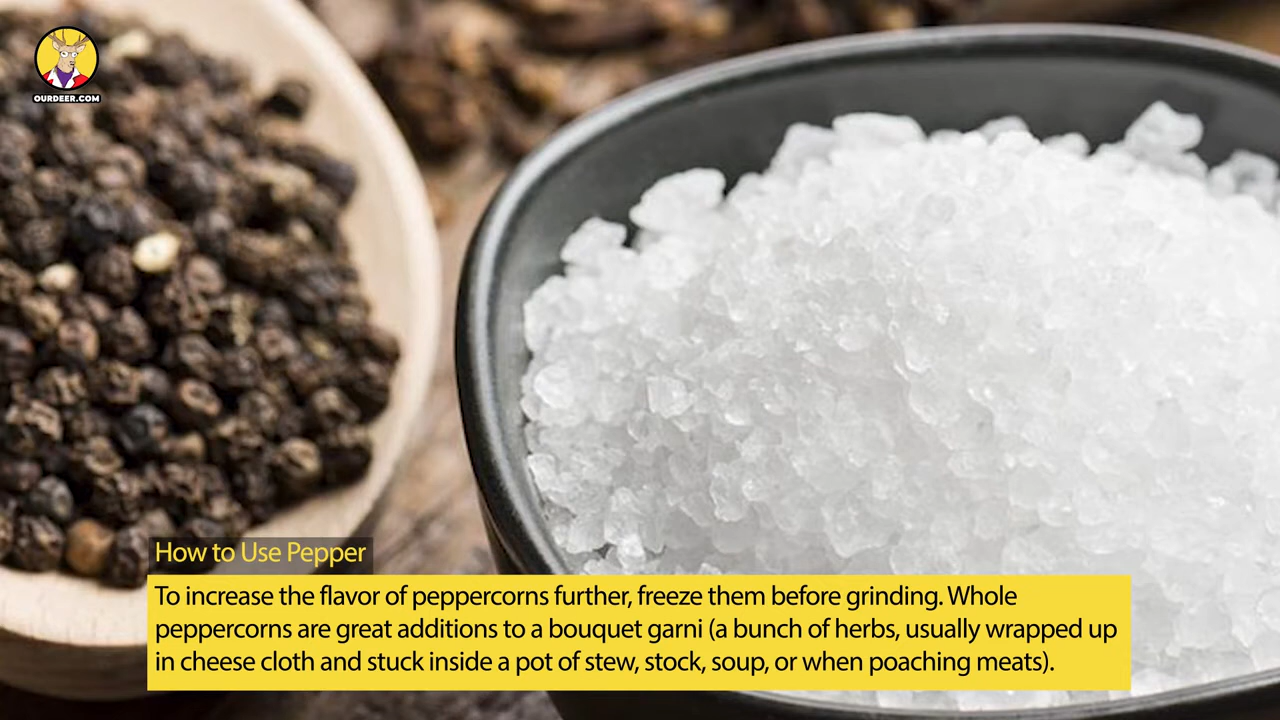 OURDEER.COM
How to Use Pepper
To increase the flavor of peppercorns further, freeze them before grinding. Whole
peppercorns are great additions to a bouquet garni (a bunch of herbs, usually wrapped up
in cheese cloth and stuck inside a pot of stew, stock, soup, or when poaching meats).